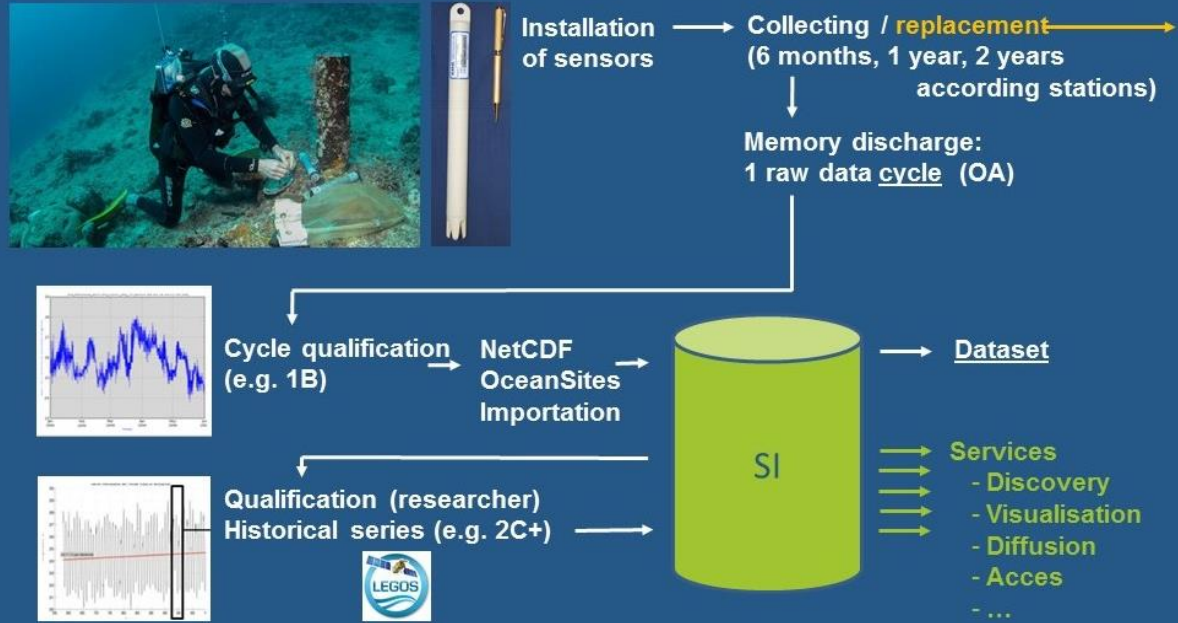 Installation
of sensors
Collecting / replacement
(6 months, 1 year, 2 years
according stations)
Memory discharge:
1 raw data cycle (OA)
Cycle qualification
(e.g. 1B)
NetCDF
OceanSites
Importation
SI
Dataset
Services
- Discovery
- Visualisation
- Diffusion
- Acces
- ...
Qualification (researcher)
Historical series (e.g. 2C+)
LEGOS